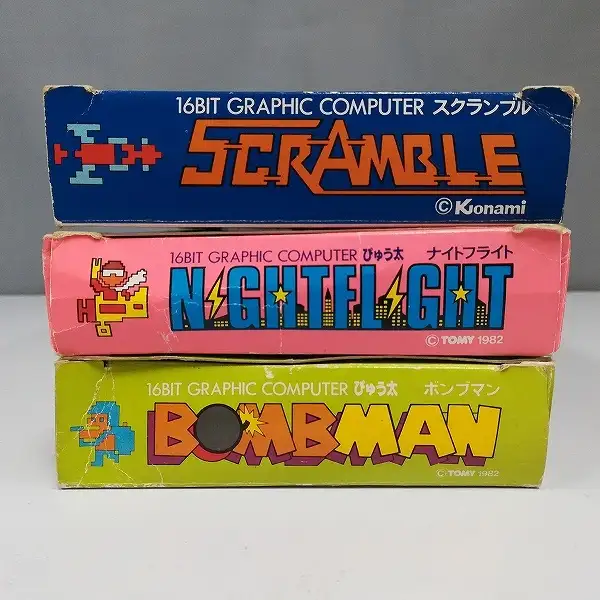 16BIT GRAPHIC COMPUTER スクランブル
SCRAMBLE
© Konami
16BIT GRAPHIC COMPUTER ぴゅう太 ナイトフライト
NIGHTFLIGHT
© TOMY 1982
16BIT GRAPHIC COMPUTER ぴゅう太 ボンブマン
BOMBMAN
© TOMY 1982